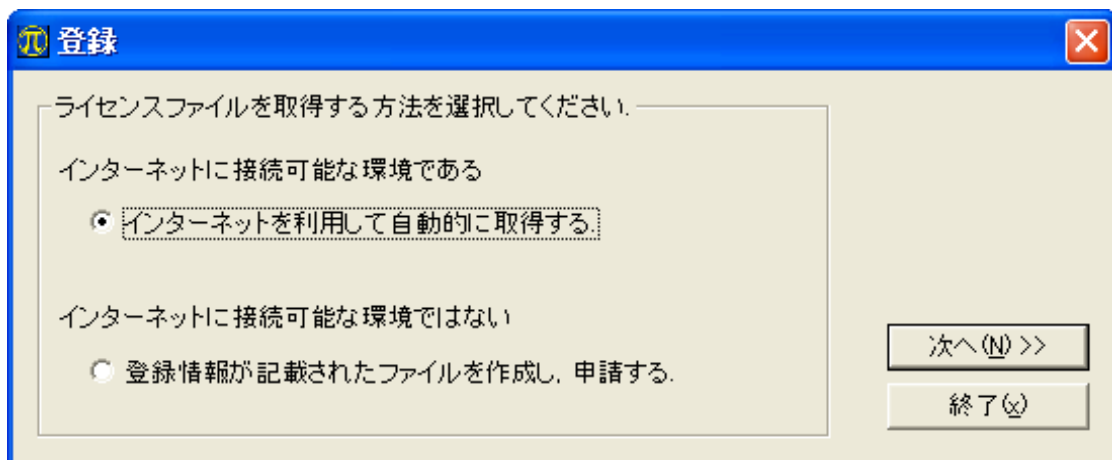 登録
ライセンスファイルを取得する方法を選択してください.
インターネットに接続可能な環境である
インターネットを利用して自動的に取得する.
インターネットに接続可能な環境ではない
登録情報が記載されたファイルを作成し, 申請する.
次へ(N) >>
終了(x)